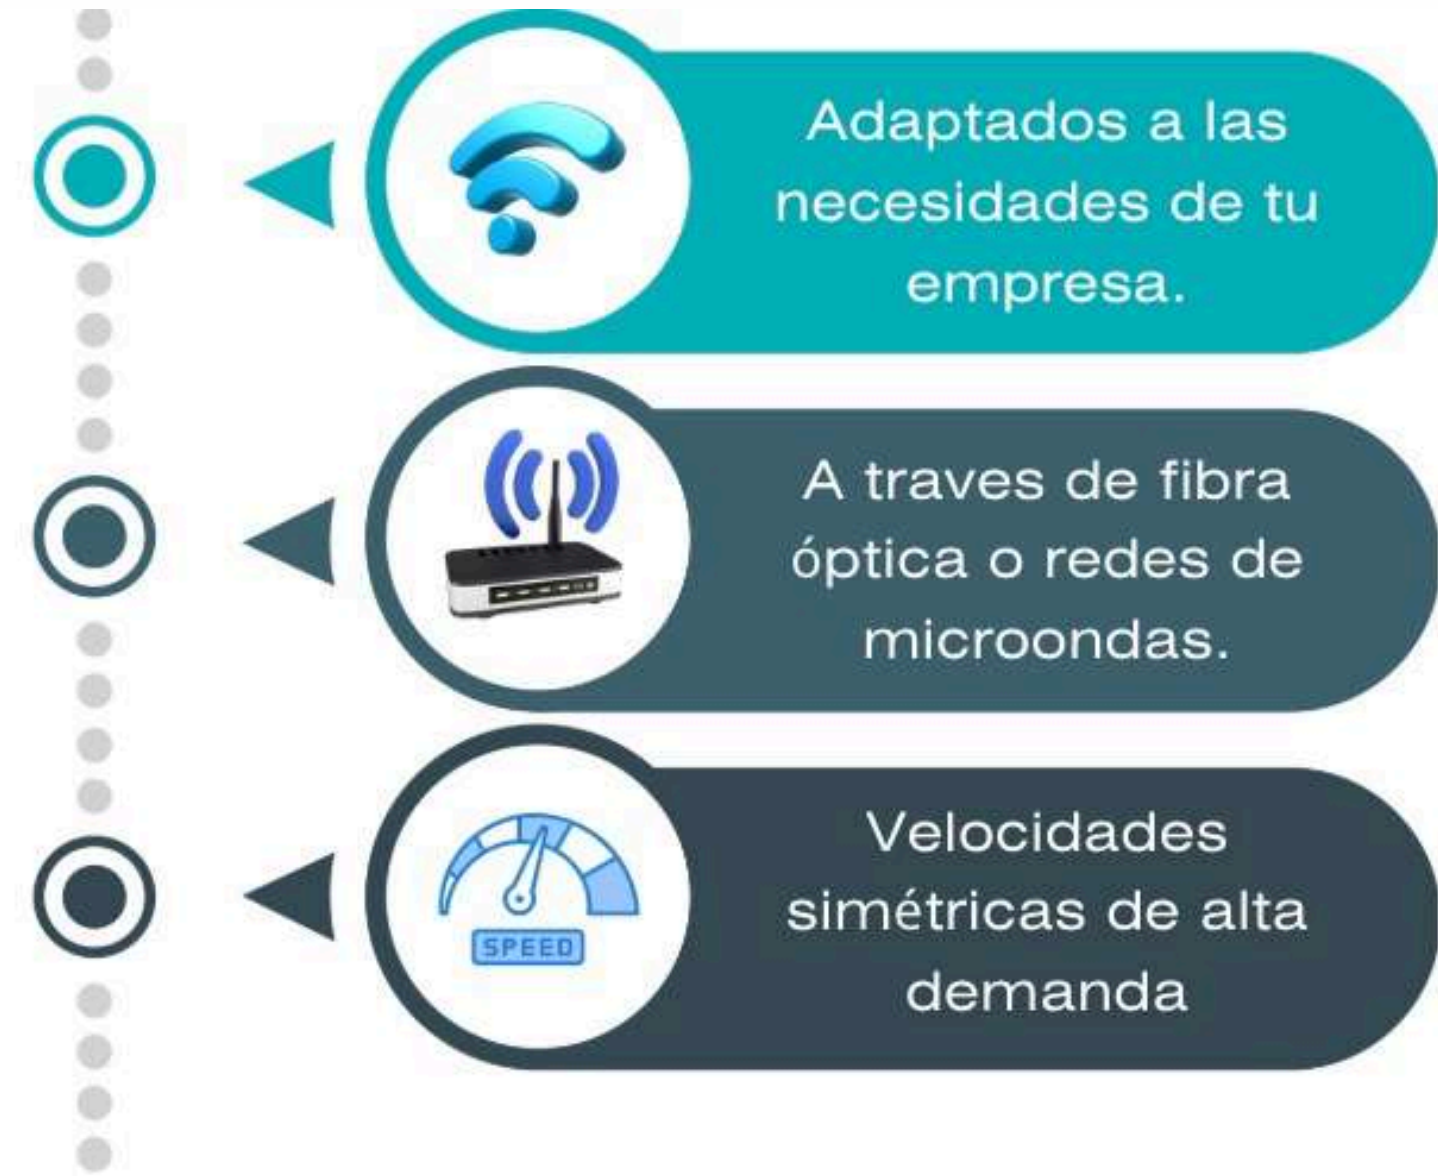 Adaptados a las
necesidades de tu
empresa.
A traves de fibra
óptica o redes de
microondas.
Velocidades
simétricas de alta
demanda
SPEED